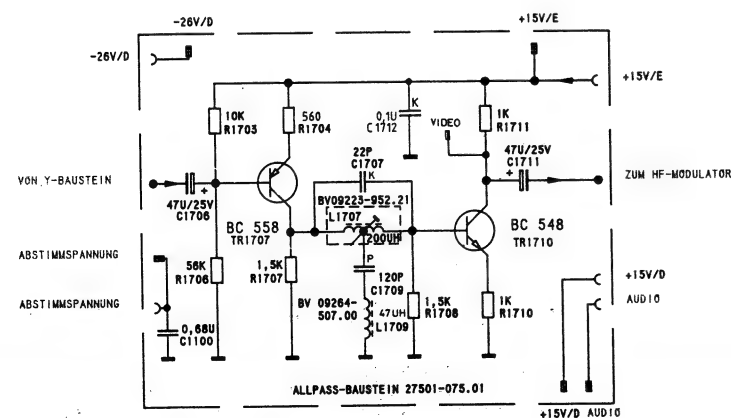 -26V/D
+15V/E
-26V/D
+15V/E
10K
R1703
560
R1704
K
0,1U
C1712
VIDEO
1K
R1711
22P
C1707
K
47U/25V
C1711
+
VON Y-BAUSTEIN
ZUM HF-MODULATOR
+
47U/25V
C1706
BV09223-952.21
L1707
200UH
BC 558
TR1707
BC 548
TR1710
ABSTIMMSPANNUNG
56K
R1706
1,5K
R1707
P
120P
C1709
+15V/D
ABSTIMMSPANNUNG
BV 09264-
507.00
47UH
L1709
1,5K
R1708
1K
R1710
AUDIO
0,68U
C1100
ALLPASS-BAUSTEIN 27501-075.01
+15V/D AUDIO